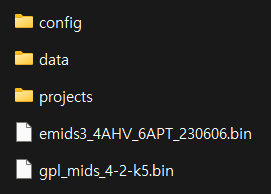 config
data
projects
emids3_4AHV_6APT_230606.bin
gpl_mids_4-2-k5.bin